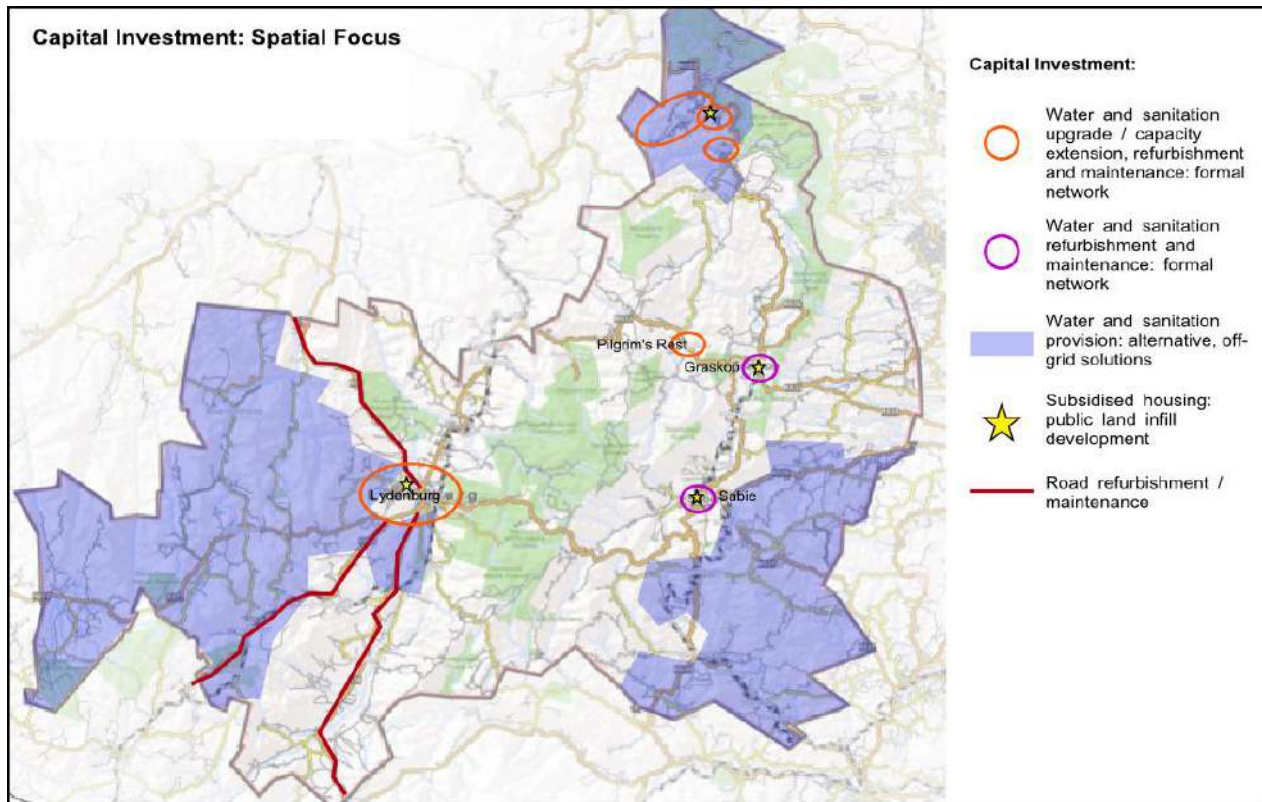 Capital Investment: Spatial Focus
Capital Investment:
Water and sanitation
upgrade / capacity
extension, refurbishment
and maintenance: formal
network
Water and sanitation
refurbishment and
maintenance: formal
network
Water and sanitation
provision: alternative, off-
grid solutions
Subsidised housing:
public land infill
development
Road refurbishment /
maintenance
Pilgrim's Rest
Graskop
Lydenburg
Sabie